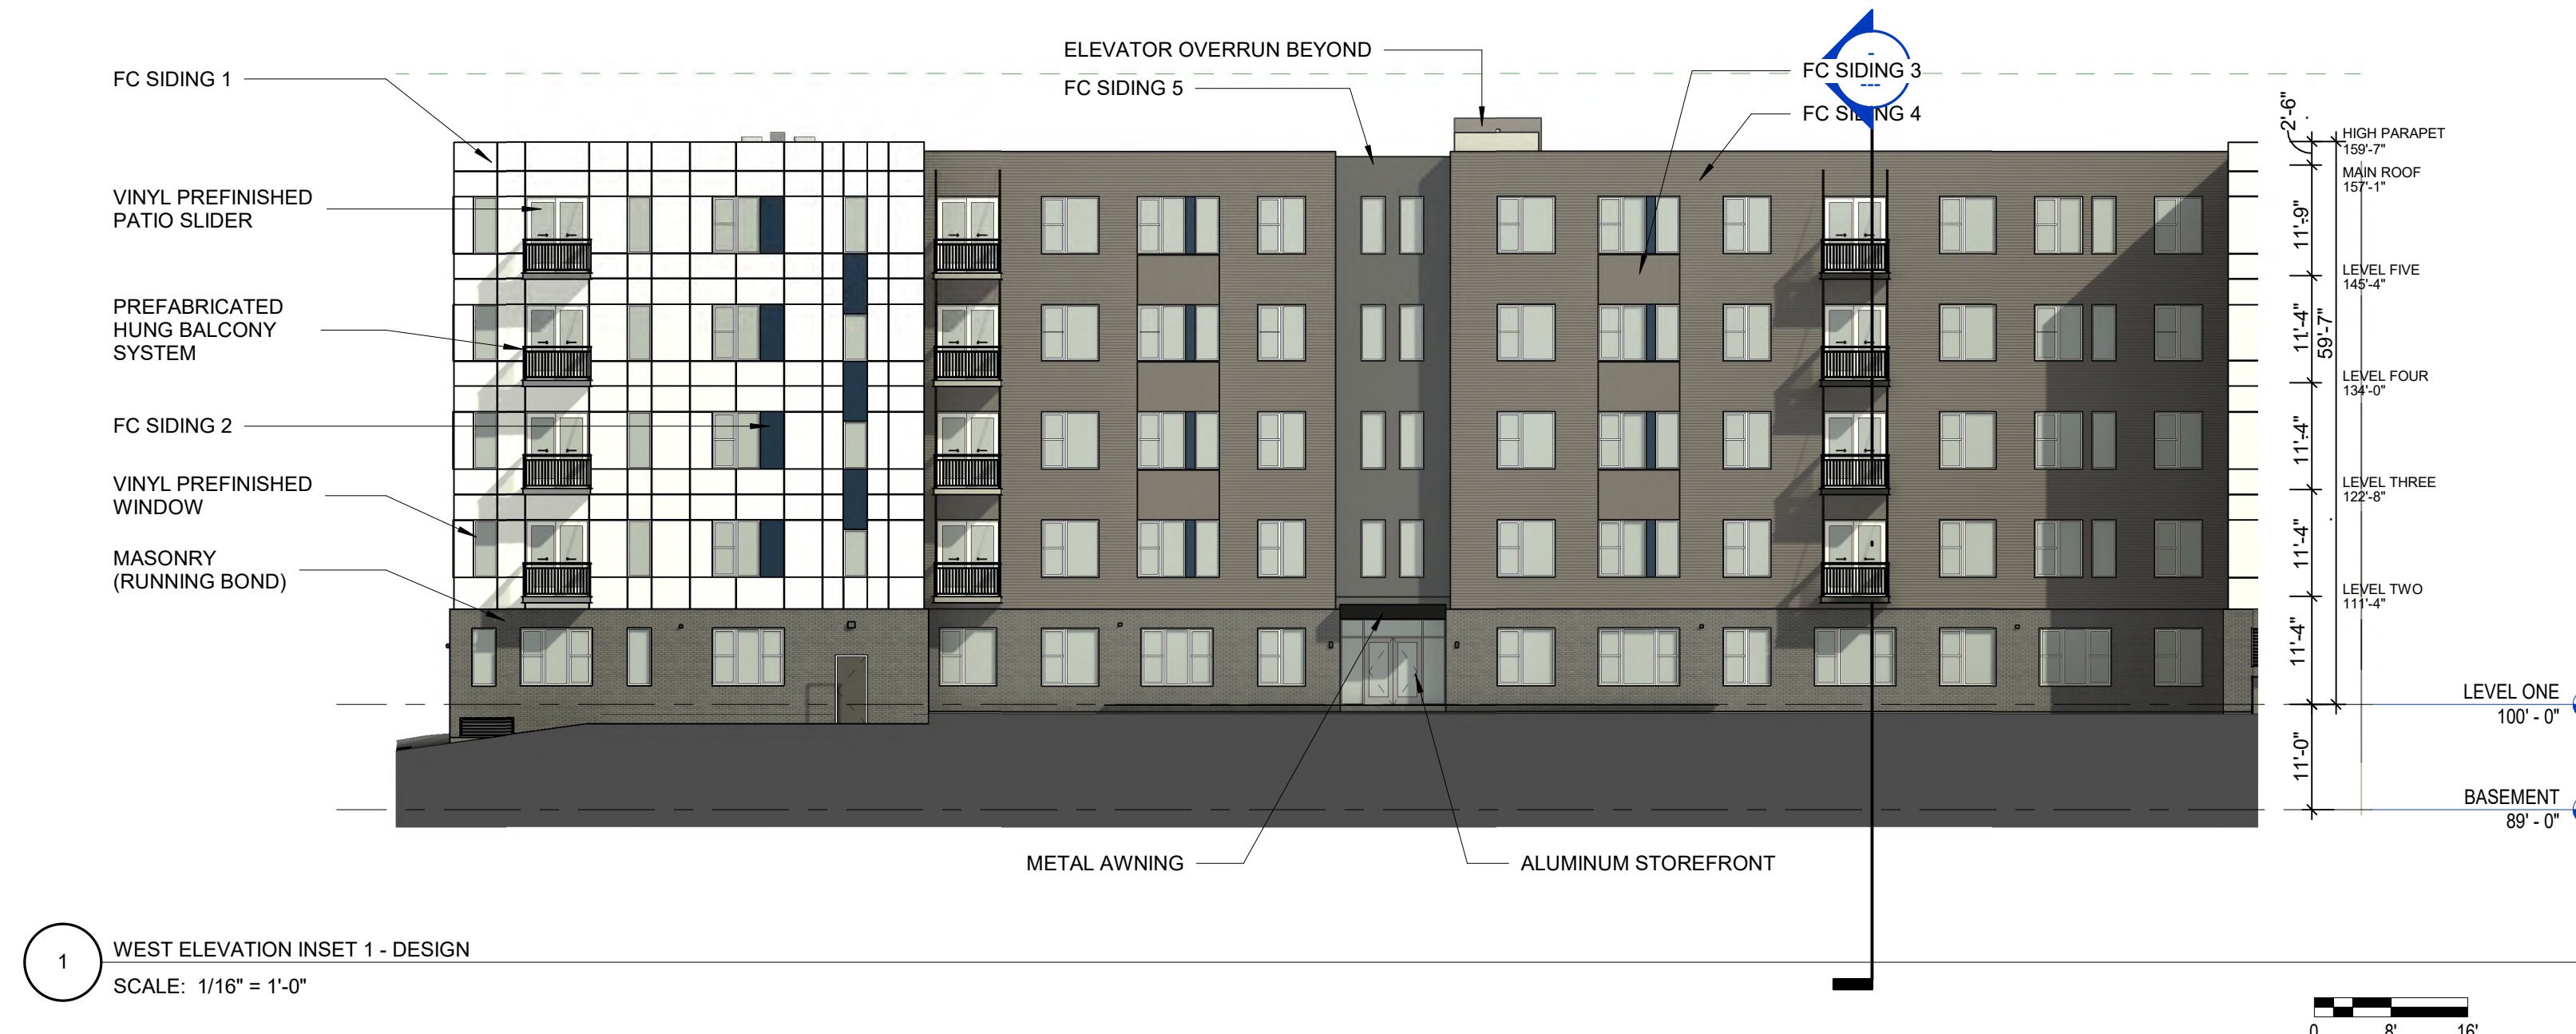 ELEVATOR OVERRUN BEYOND
FC SIDING 1
FC SIDING 5
FC SIDING 3
FC SIDING 4
VINYL PREFINISHED
PATIO SLIDER
PREFABRICATED
HUNG BALCONY
SYSTEM
FC SIDING 2
VINYL PREFINISHED
WINDOW
MASONRY
(RUNNING BOND)
METAL AWNING
ALUMINUM STOREFRONT
2'-6"
11'-9"
11'-4"
11'-4"
11'-4"
11'-4"
11'-0"
59'-7"
HIGH PARAPET
159'-7"
MAIN ROOF
157'-1"
LEVEL FIVE
145'-4"
LEVEL FOUR
134'-0"
LEVEL THREE
122'-8"
LEVEL TWO
111'-4"
LEVEL ONE
100' - 0"
BASEMENT
89' - 0"
1
WEST ELEVATION INSET 1 - DESIGN
SCALE: 1/16" = 1'-0"
0 8' 16'